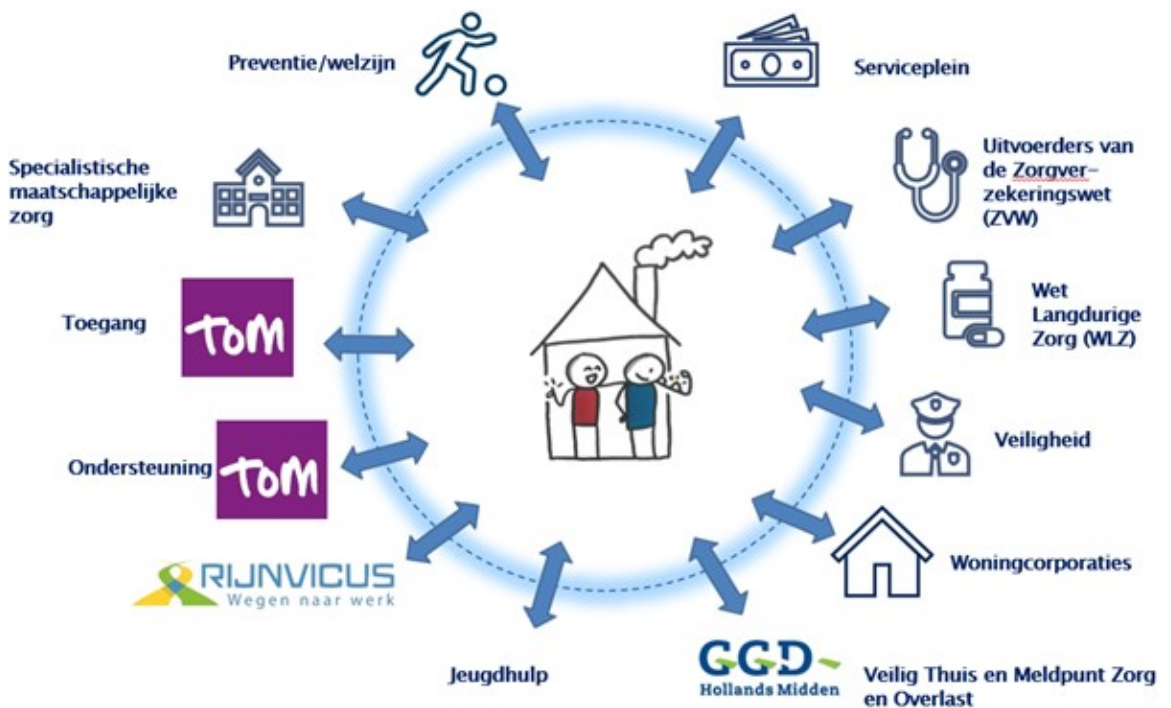 Preventie/welzijn
Serviceplein
Specialistische
maatschappelijke
zorg
Uitvoerders van
de Zorgver-
zekeringswet
(ZVW)
Toegang
TOM
Wet
Langdurige
Zorg (WLZ)
Ondersteuning
TOM
Veiligheid
RIJNVICUS
Wegen naar werk
Woningcorporaties
Jeugdhulp
GGD
Hollands Midden
Veilig Thuis en Meldpunt Zorg
en Overlast